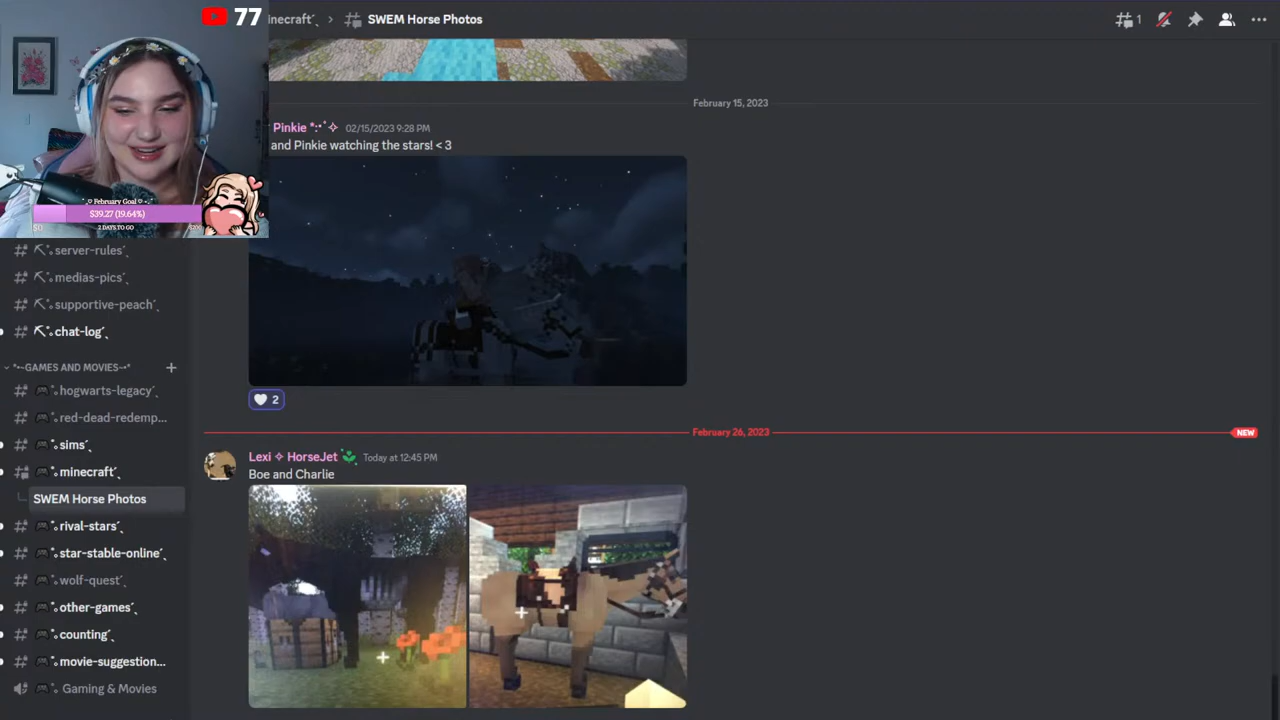 77
inecraft´ˎ › SWEM Horse Photos
1
February 15, 2023
Pinkie *:･ﾟ✧ 02/15/2023 9:28 PM
and Pinkie watching the stars! < 3
February Goal
$39.27 (19.64%)
$0 2 DAYS TO GO $200
2
server-rules´ˎ
medias-pics´ˎ
supportive-peach´ˎ
chat-log´ˎ
GAMES AND MOVIES
hogwarts-legacy´ˎ
red-dead-redemp...
sims´ˎ
minecraft´ˎ
SWEM Horse Photos
rival-stars´ˎ
star-stable-online´ˎ
wolf-quest´ˎ
other-games´ˎ
counting´ˎ
movie-suggestion...
Gaming & Movies
February 26, 2023 NEW
Lexi ✧ HorseJet Today at 12:45 PM
Boe and Charlie